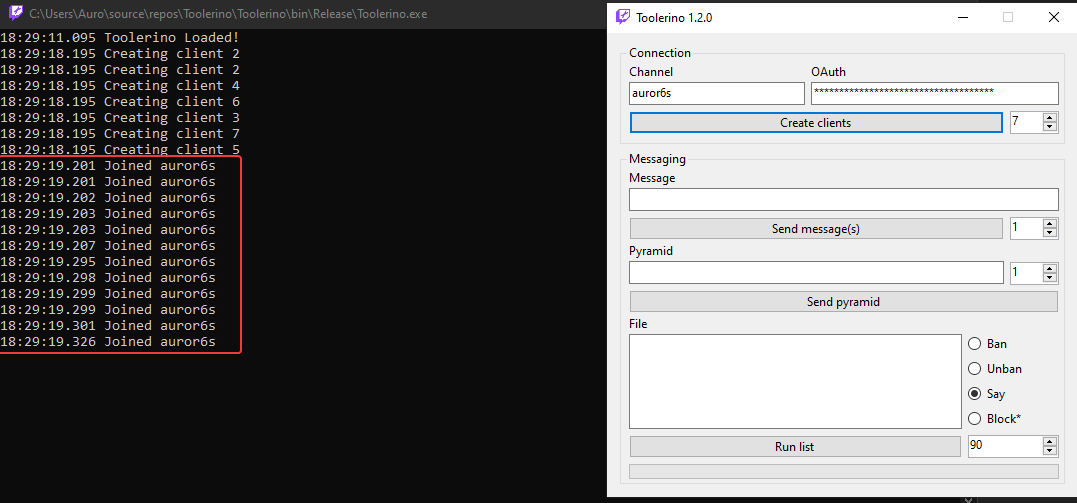 C:\Users\Auro\source\repos\Toolerino\Toolerino\bin\Release\Toolerino.exe
18:29:11.095 Toolerino Loaded!
18:29:18.195 Creating client 2
18:29:18.195 Creating client 2
18:29:18.195 Creating client 4
18:29:18.195 Creating client 6
18:29:18.195 Creating client 3
18:29:18.195 Creating client 7
18:29:18.195 Creating client 5
18:29:19.201 Joined auror6s
18:29:19.201 Joined auror6s
18:29:19.202 Joined auror6s
18:29:19.203 Joined auror6s
18:29:19.203 Joined auror6s
18:29:19.207 Joined auror6s
18:29:19.295 Joined auror6s
18:29:19.298 Joined auror6s
18:29:19.299 Joined auror6s
18:29:19.299 Joined auror6s
18:29:19.301 Joined auror6s
18:29:19.326 Joined auror6s
Toolerino 1.2.0
Connection
Channel OAuth
auror6s ************************************
Create clients 7
Messaging
Message
Send message(s) 1
Pyramid
1
Send pyramid
File
Ban
Unban
Say
Block*
Run list 90